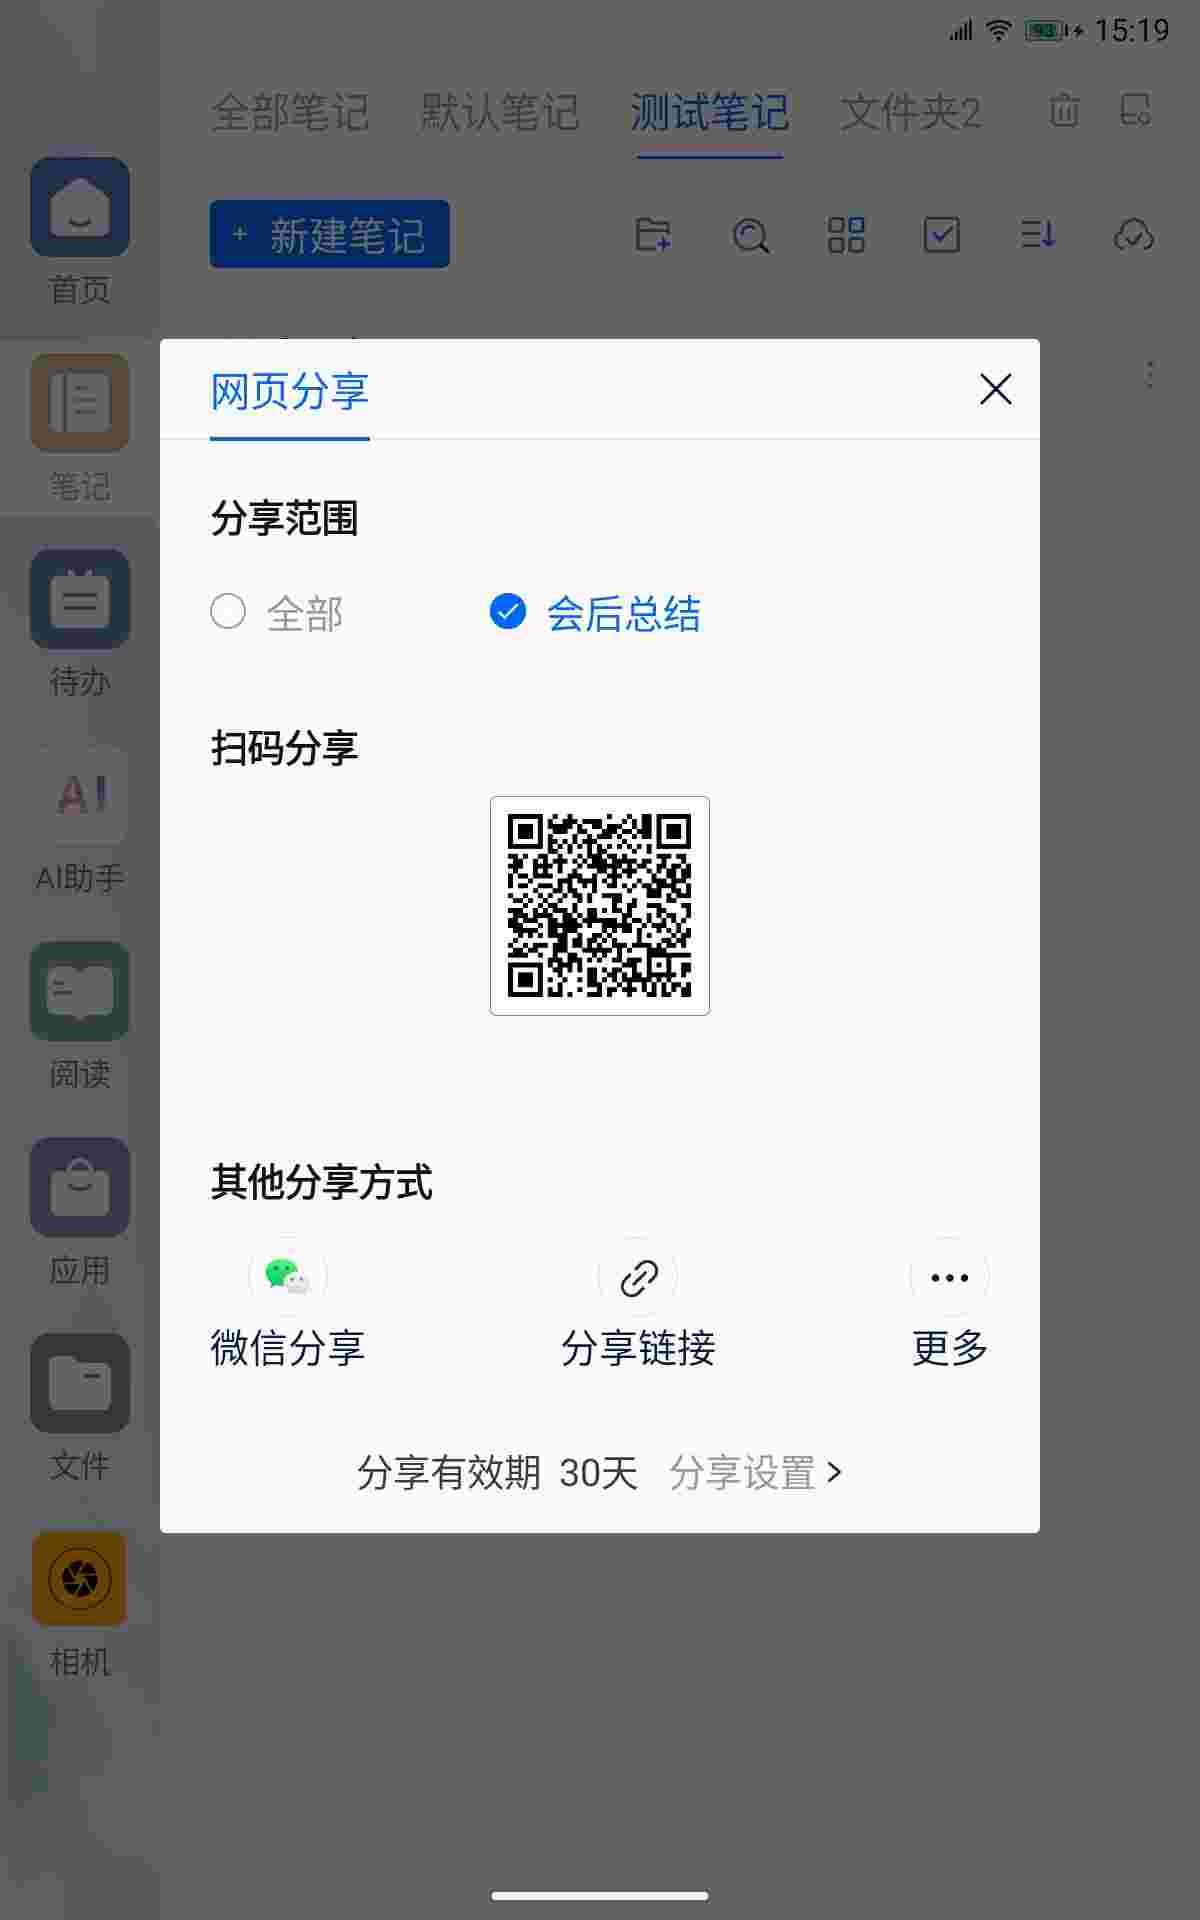 93 15:19
全部笔记 默认笔记 测试笔记 文件夹2
+ 新建笔记
首页
笔记
待办
AI
AI助手
阅读
应用
文件
相机
网页分享
分享范围
全部 会后总结
扫码分享
其他分享方式
微信分享 分享链接 更多
分享有效期 30天 分享设置 >